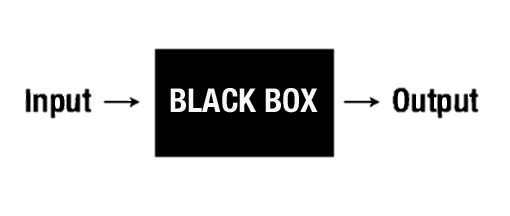 Input → BLACK BOX → Output